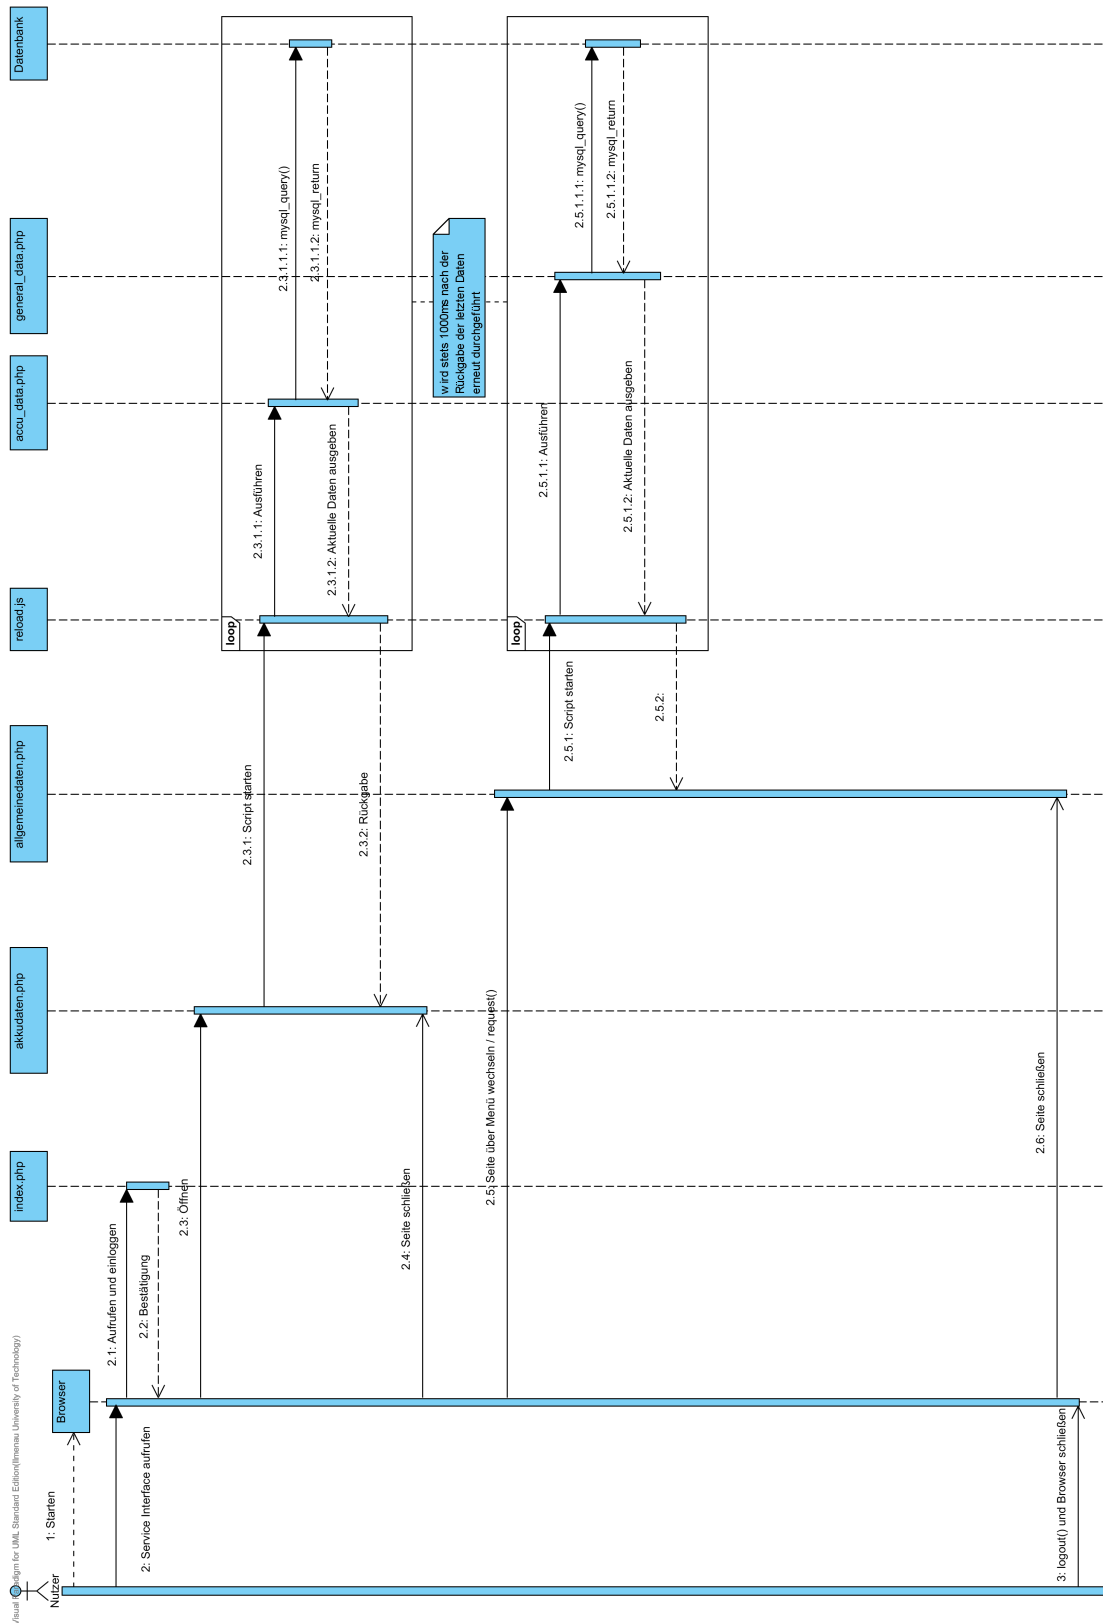 Visual Paradigm for UML Standard Edition(Ilmenau University of Technology)
Nutzer
Browser
index.php
akkudaten.php
allgemeinedaten.php
reload.js
accu_data.php
general_data.php
Datenbank
1: Starten
2: Service Interface aufrufen
2.1: Aufrufen und einloggen
2.2: Bestätigung
2.3: Öffnen
loop
2.3.1: Script starten
2.3.1.1: Ausführen
2.3.1.1.1: mysql_query()
2.3.1.1.2: mysql_return
2.3.1.2: Aktuelle Daten ausgeben
2.3.2: Rückgabe
2.4: Seite schließen
wird stets 1000ms nach der
Rückgabe der letzten Daten
erneut durchgeführt
2.5: Seite über Menü wechseln / request()
loop
2.5.1: Script starten
2.5.1.1: Ausführen
2.5.1.1.1: mysql_query()
2.5.1.1.2: mysql_return
2.5.1.2: Aktuelle Daten ausgeben
2.5.2:
2.6: Seite schließen
3: logout() und Browser schließen